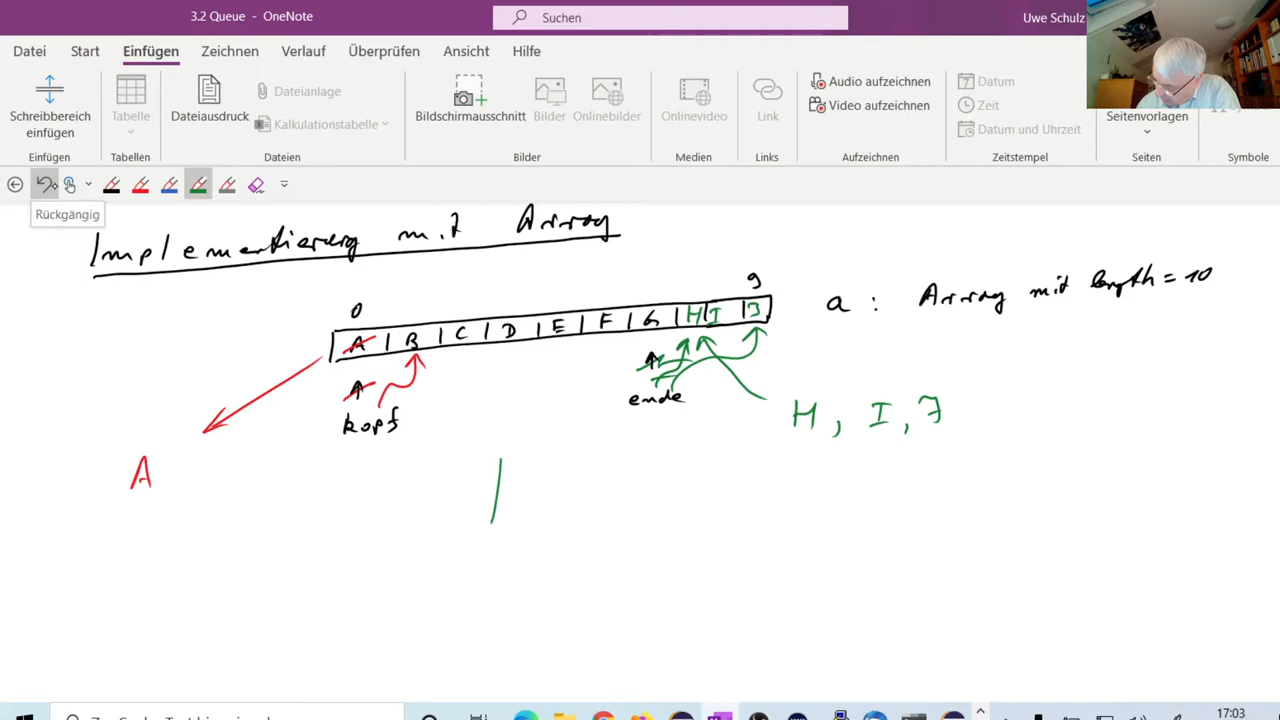 3.2 Queue - OneNote
Suchen
Uwe Schulz
Datei Start Einfügen Zeichnen Verlauf Überprüfen Ansicht Hilfe
Schreibbereich einfügen
Tabelle
Dateiausdruck
Dateianlage
Kalkulationstabelle
Bildschirmausschnitt
Bilder
Onlinebilder
Onlinevideo
Link
Audio aufzeichnen
Video aufzeichnen
Datum
Zeit
Datum und Uhrzeit
Seitenvorlagen
Einfügen Tabellen Dateien Bilder Medien Links Aufzeichnen Zeitstempel Seiten Symbole
Rückgängig
Implementierung mit Array
0 9
a : Array mit length = 10
A B C D E F G H I J
kopf
ende
H, I, J
A
17:03